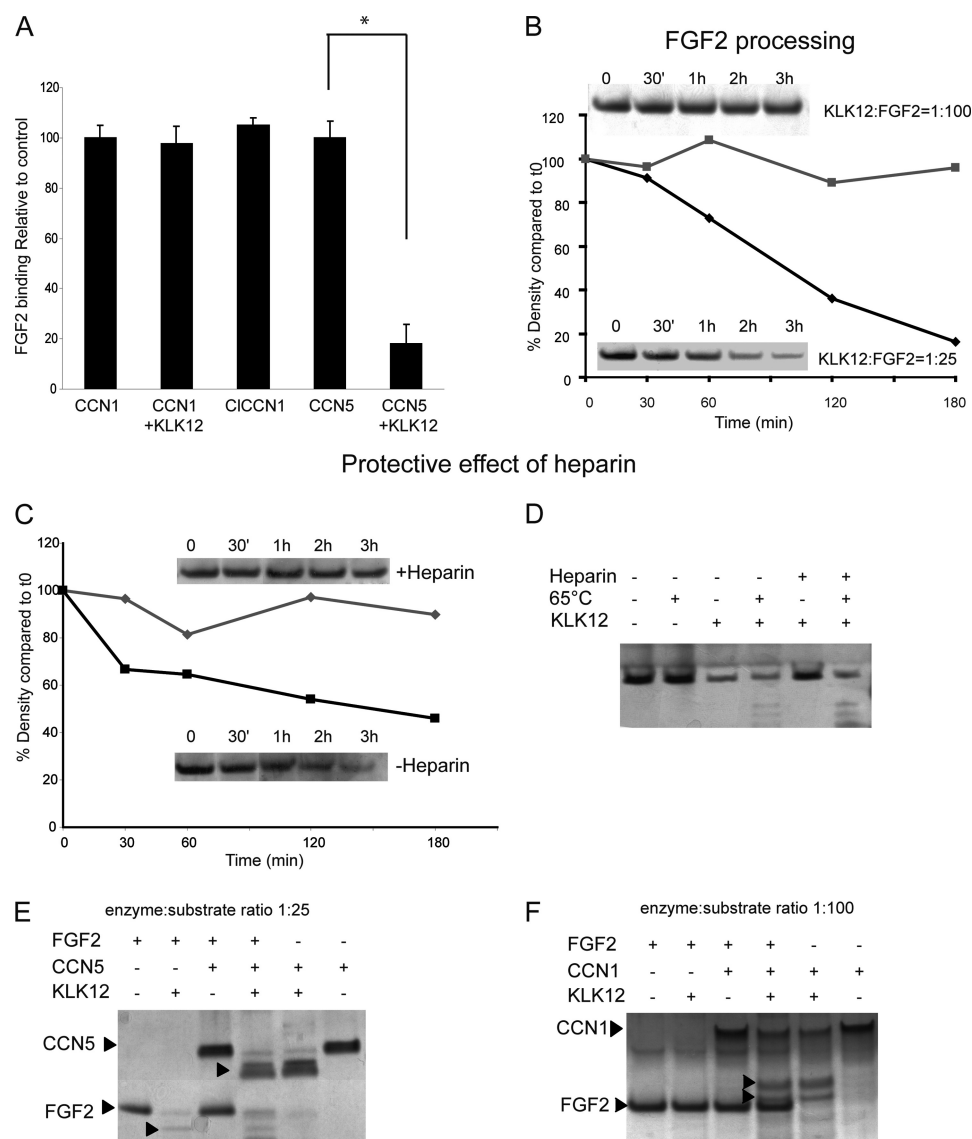 A
*
120
100
80
60
40
20
0
FGF2 binding Relative to control
CCN1
CCN1
+KLK12
ClCCN1
CCN5
CCN5
+KLK12
B
FGF2 processing
0 30' 1h 2h 3h
KLK12:FGF2=1:100
120
100
80
60
40
20
0
% Density compared to t0
0 30' 1h 2h 3h
KLK12:FGF2=1:25
0 30 60 120 180
Time (min)
Protective effect of heparin
C
120
100
80
60
40
20
0
% Density compared to t0
0 30' 1h 2h 3h
+Heparin
0 30' 1h 2h 3h
-Heparin
0 30 60 120 180
Time (min)
D
Heparin - - - - + +
65°C - + - + - +
KLK12 - - + + + +
E
enzyme:substrate ratio 1:25
FGF2 + + + + - -
CCN5 - - + + + +
KLK12 - + - + + -
CCN5
FGF2
F
enzyme:substrate ratio 1:100
FGF2 + + + + - -
CCN1 - - + + + +
KLK12 - + - + + -
CCN1
FGF2